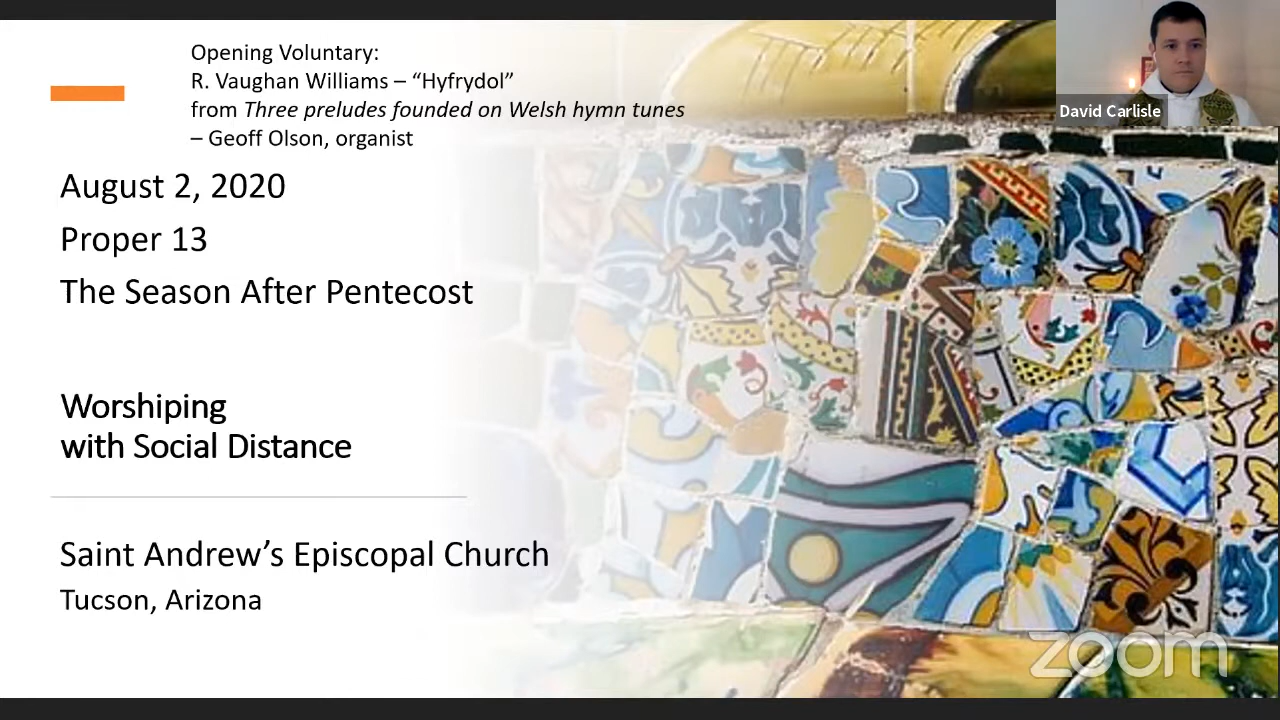 Opening Voluntary:
R. Vaughan Williams – “Hyfrydol”
from Three preludes founded on Welsh hymn tunes
– Geoff Olson, organist
August 2, 2020
Proper 13
The Season After Pentecost
Worshiping
with Social Distance
Saint Andrew’s Episcopal Church
Tucson, Arizona
David Carlisle
zoom